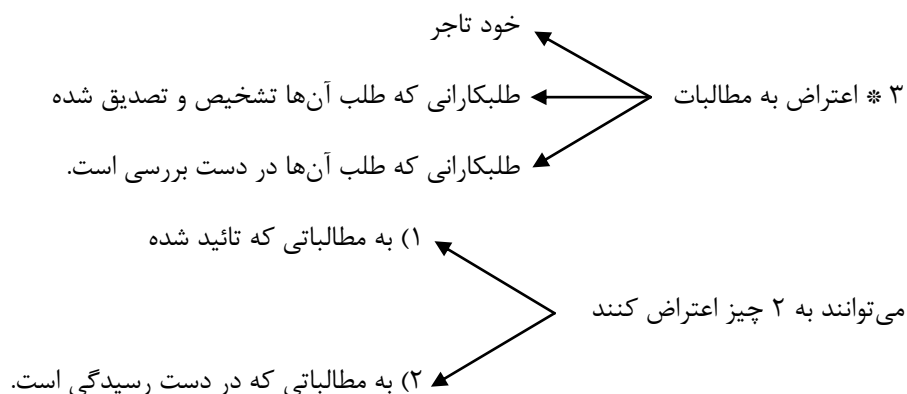 خود تاجر
۳ * اعتراض به مطالبات
طلبکارانی که طلب آن‌ها تشخیص و تصدیق شده
طلبکارانی که طلب آن‌ها در دست بررسی است.
۱) به مطالباتی که تائید شده
می‌توانند به ۲ چیز اعتراض کنند
۲) به مطالباتی که در دست رسیدگی است.